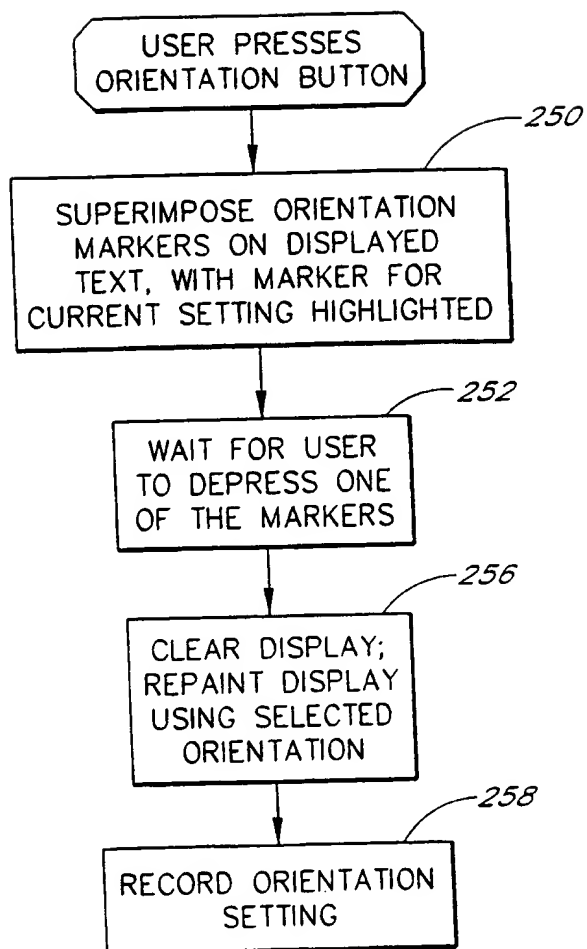 USER PRESSES
ORIENTATION BUTTON
250
SUPERIMPOSE ORIENTATION
MARKERS ON DISPLAYED
TEXT, WITH MARKER FOR
CURRENT SETTING HIGHLIGHTED
252
WAIT FOR USER
TO DEPRESS ONE
OF THE MARKERS
256
CLEAR DISPLAY;
REPAINT DISPLAY
USING SELECTED
ORIENTATION
258
RECORD ORIENTATION
SETTING